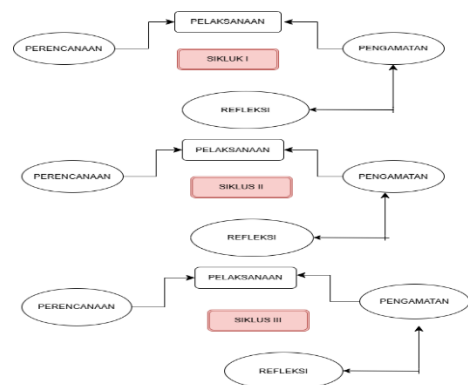 PELAKSANAAN
PERENCANAAN
PENGAMATAN
SIKLUK I
REFLEKSI
PELAKSANAAN
PERENCANAAN
PENGAMATAN
SIKLUS II
REFLEKSI
PELAKSANAAN
PERENCANAAN
PENGAMATAN
SIKLUS III
REFLEKSI